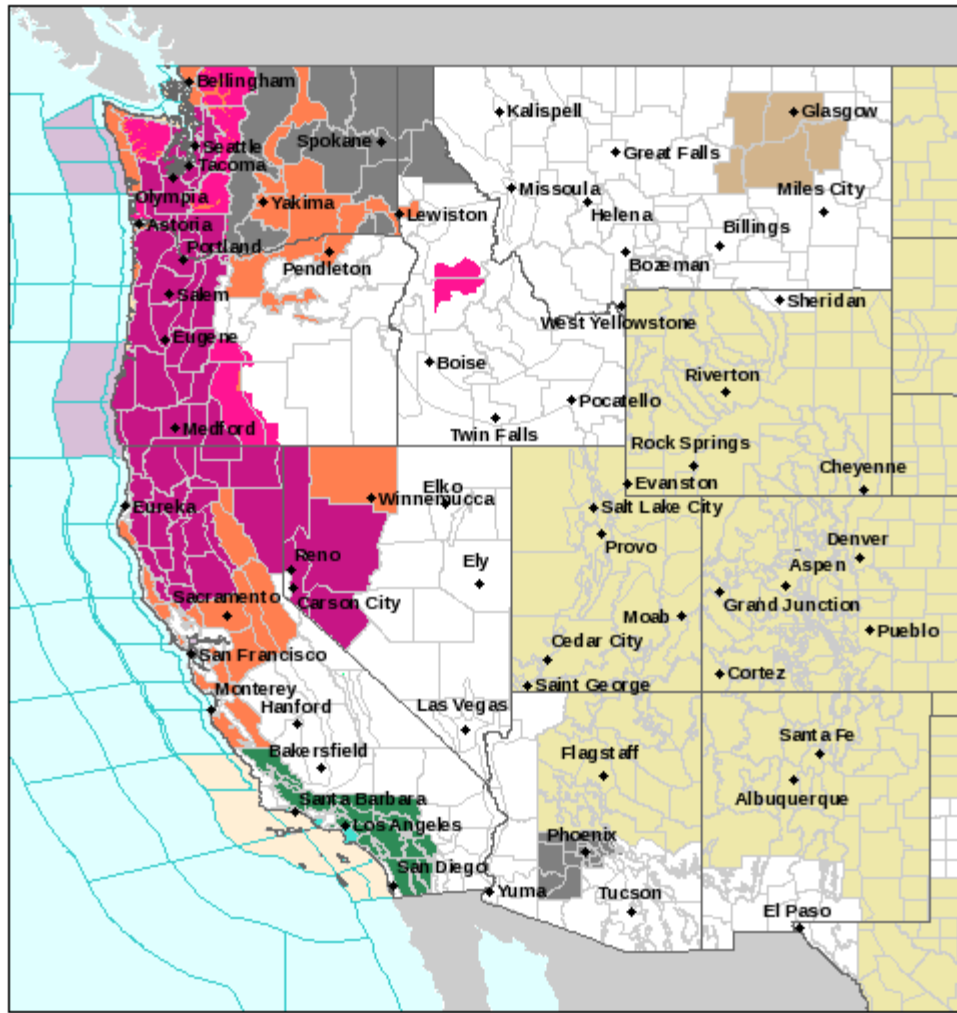 Bellingham
Kalispell
Glasgow
Seattle
Spokane
Great Falls
Tacoma
Olympia
Yakima
Lewiston
Missoula
Helena
Miles City
Astoria
Billings
Portland
Pendleton
Bozeman
Salem
Sheridan
West Yellowstone
Eugene
Boise
Riverton
Pocatello
Medford
Twin Falls
Rock Springs
Cheyenne
Evanston
Eureka
Elko
Winnemucca
Salt Lake City
Provo
Denver
Reno
Ely
Aspen
Sacramento
Carson City
Grand Junction
Moab
Pueblo
San Francisco
Cedar City
Cortez
Saint George
Monterey
Hanford
Las Vegas
Bakersfield
Flagstaff
Santa Fe
Albuquerque
Santa Barbara
Los Angeles
Phoenix
San Diego
Yuma
Tucson
El Paso